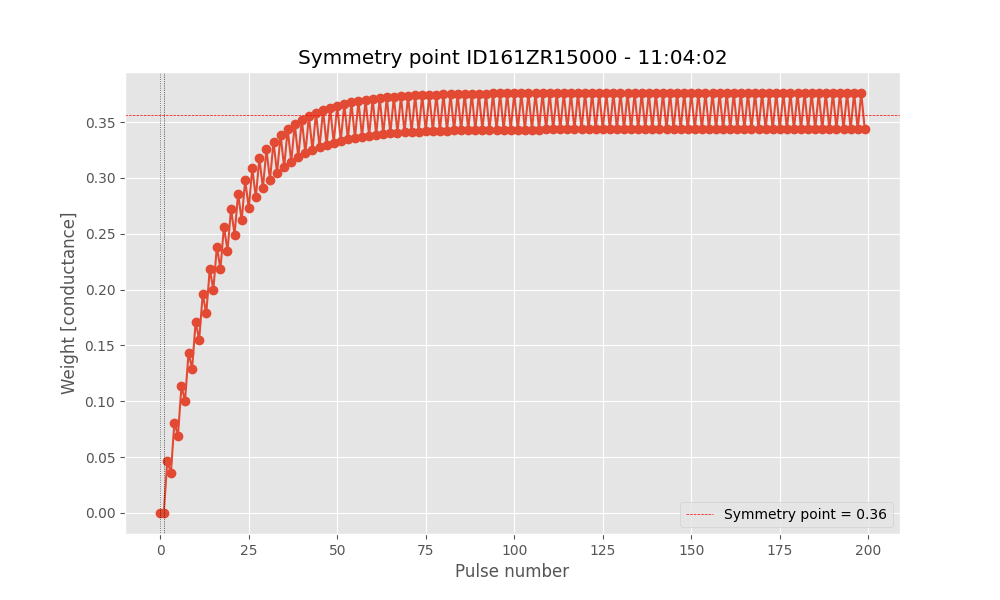 Symmetry point ID161ZR15000 - 11:04:02
Weight [conductance]
0.35
0.30
0.25
0.20
0.15
0.10
0.05
0.00
Symmetry point = 0.36
0 25 50 75 100 125 150 175 200
Pulse number